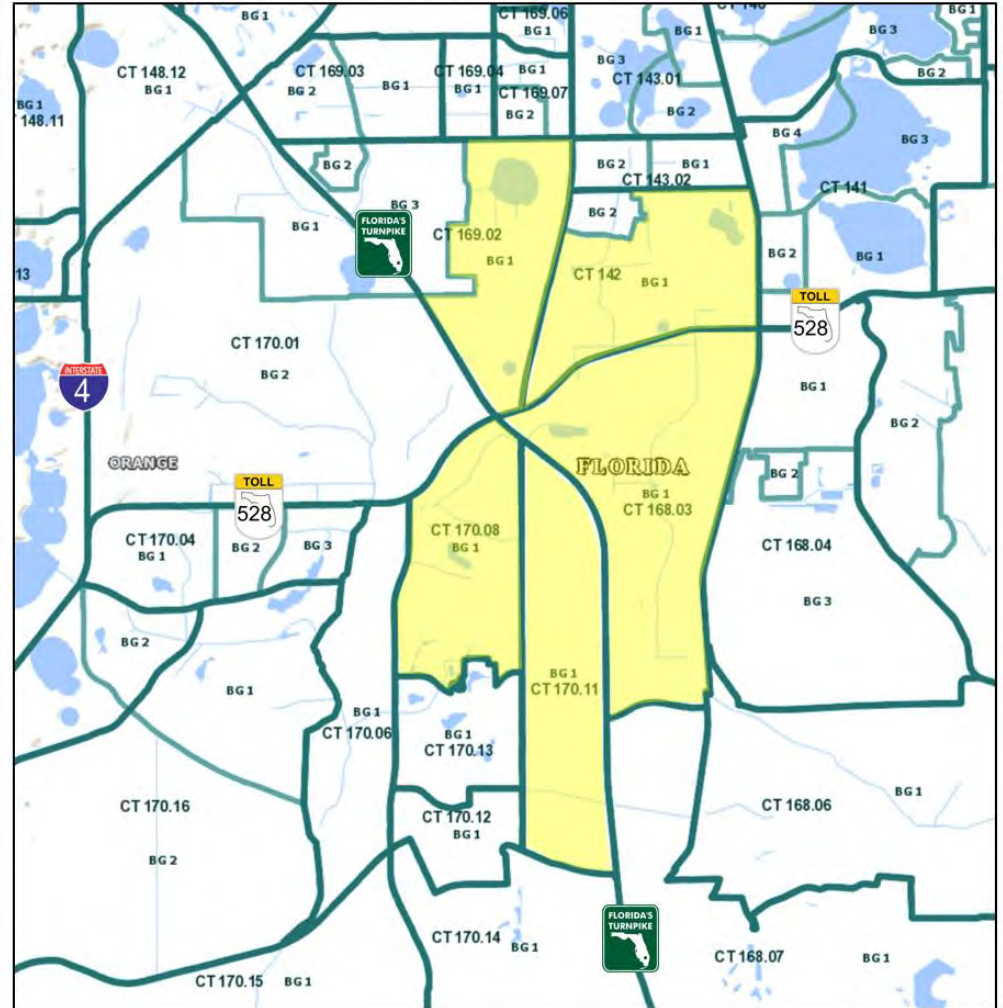 CT 169.06
BG 1
BG 1
BG 1
BG 1
CT 148.12
BG 1
CT 169.03
BG 2
BG 1
CT 169.04
BG 1
BG 1
CT 169.07
BG 2
BG 3
CT 143.01
BG 2
BG 3
BG 2
BG 1
148.11
BG 4
BG 3
BG 2
BG 2
BG 1
CT 143.02
CT 141
BG 3
BG 1
FLORIDA'S
TURNPIKE
CT 169.02
BG 1
BG 2
CT 142
BG 1
BG 2
BG 1
13
TOLL
528
CT 170.01
BG 2
INTERSTATE
4
BG 1
BG 2
ORANGE
FLORIDA
BG 2
TOLL
528
BG 1
CT 168.03
CT 170.04
BG 1
BG 2
BG 3
CT 170.08
BG 1
CT 168.04
BG 3
BG 2
BG 1
BG 1
CT 170.11
BG 1
CT 170.06
BG 1
CT 170.13
CT 170.16
BG 2
CT 170.12
BG 1
CT 168.06
BG 1
FLORIDA'S
TURNPIKE
CT 170.14
BG 1
CT 168.07
BG 1
CT 170.15
BG 1